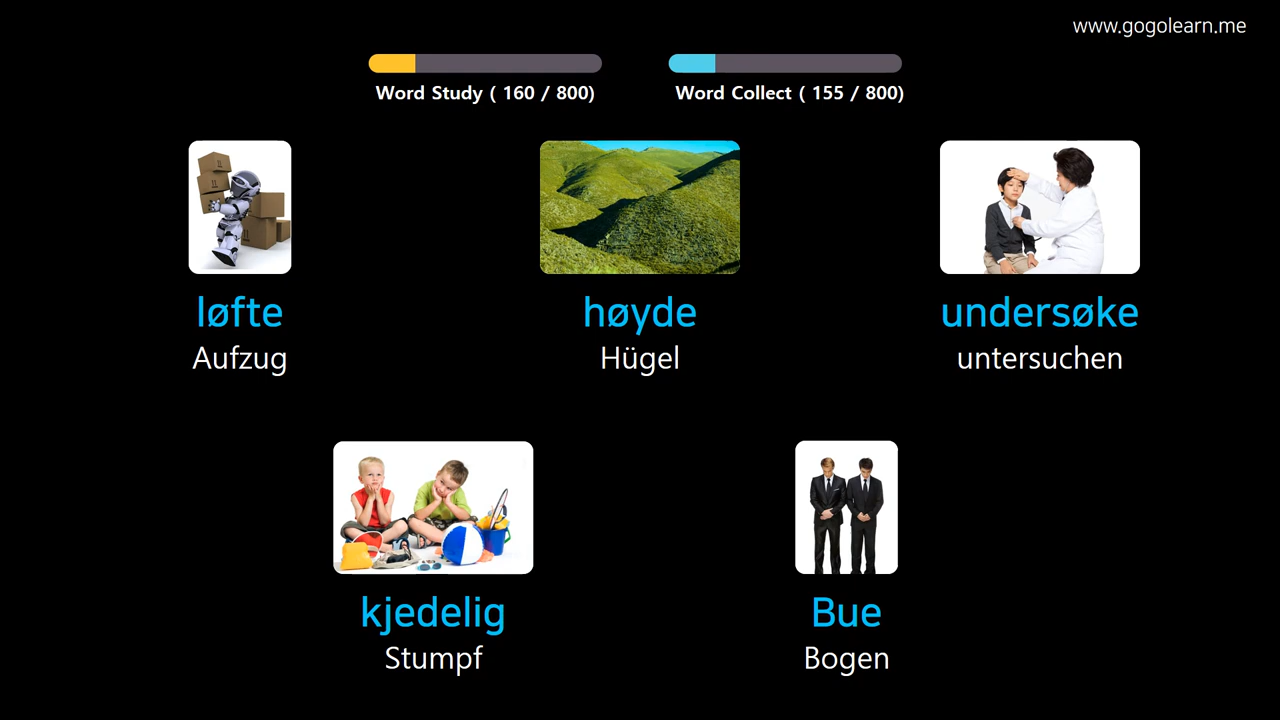 www.gogolearn.me
Word Study ( 160 / 800)
Word Collect ( 155 / 800)
løfte
Aufzug
høyde
Hügel
undersøke
untersuchen
kjedelig
Stumpf
Bue
Bogen